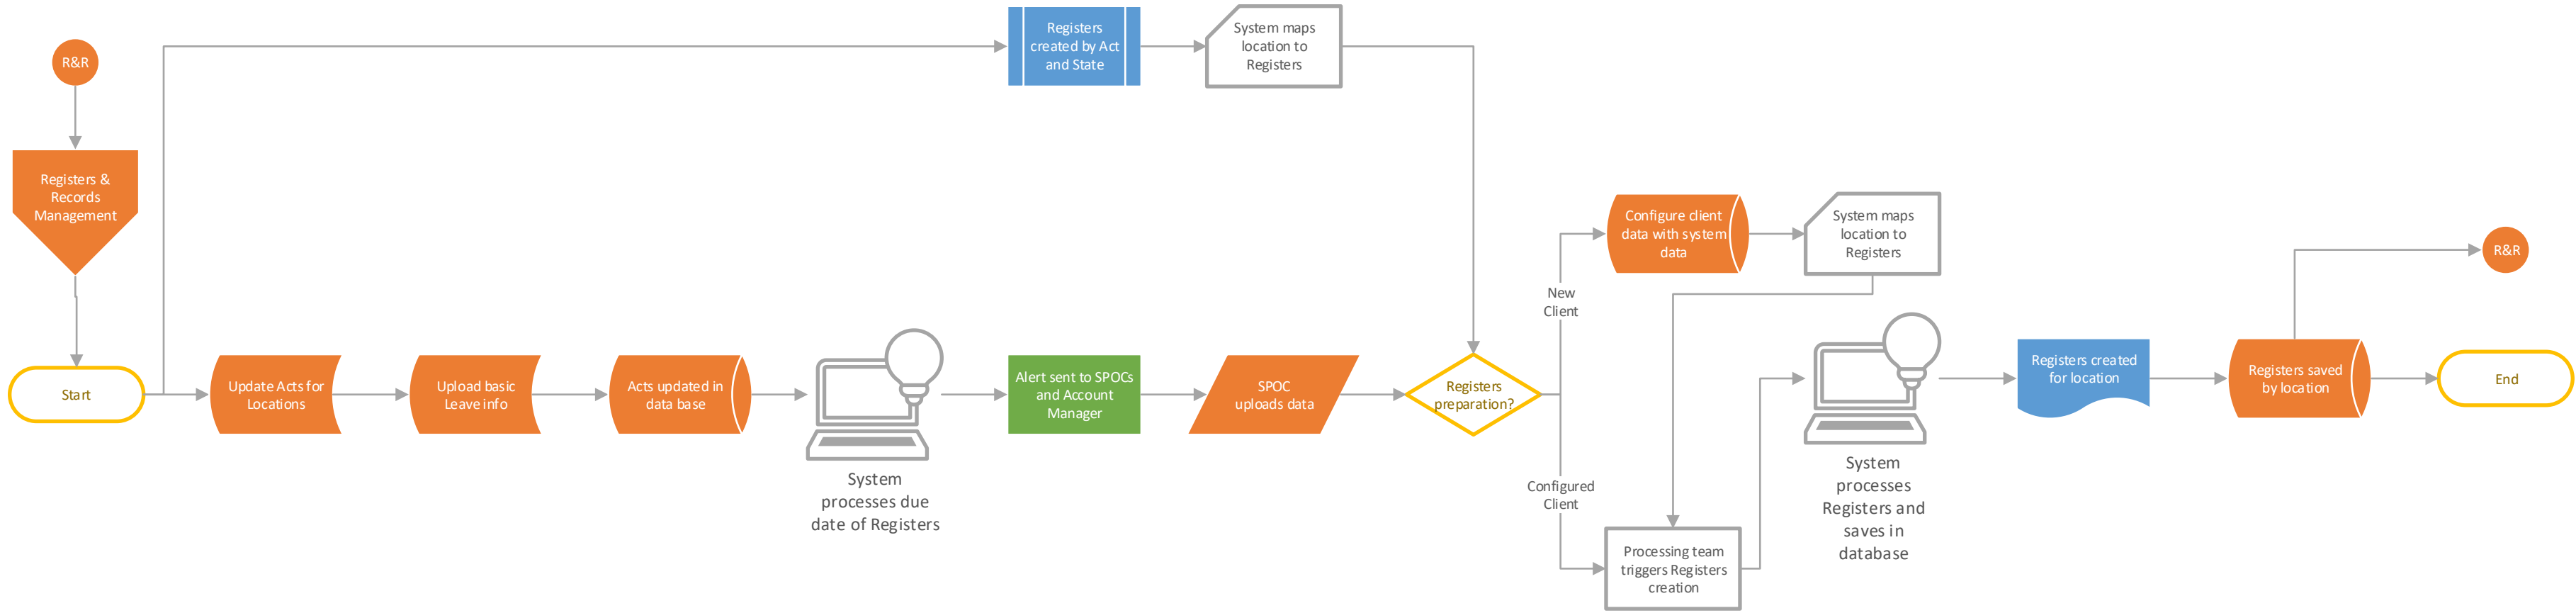 R&R
Registers &
Records
Management
Start
Registers
created by Act
and State
System maps
location to
Registers
Update Acts for
Locations
Upload basic
Leave info
Acts updated in
data base
System
processes due
date of Registers
Alert sent to SPOCs
and Account
Manager
SPOC
uploads data
Registers
preparation?
New
Client
Configured
Client
Configure client
data with system
data
System maps
location to
Registers
Processing team
triggers Registers
creation
System
processes
Registers and
saves in
database
Registers created
for location
Registers saved
by location
R&R
End